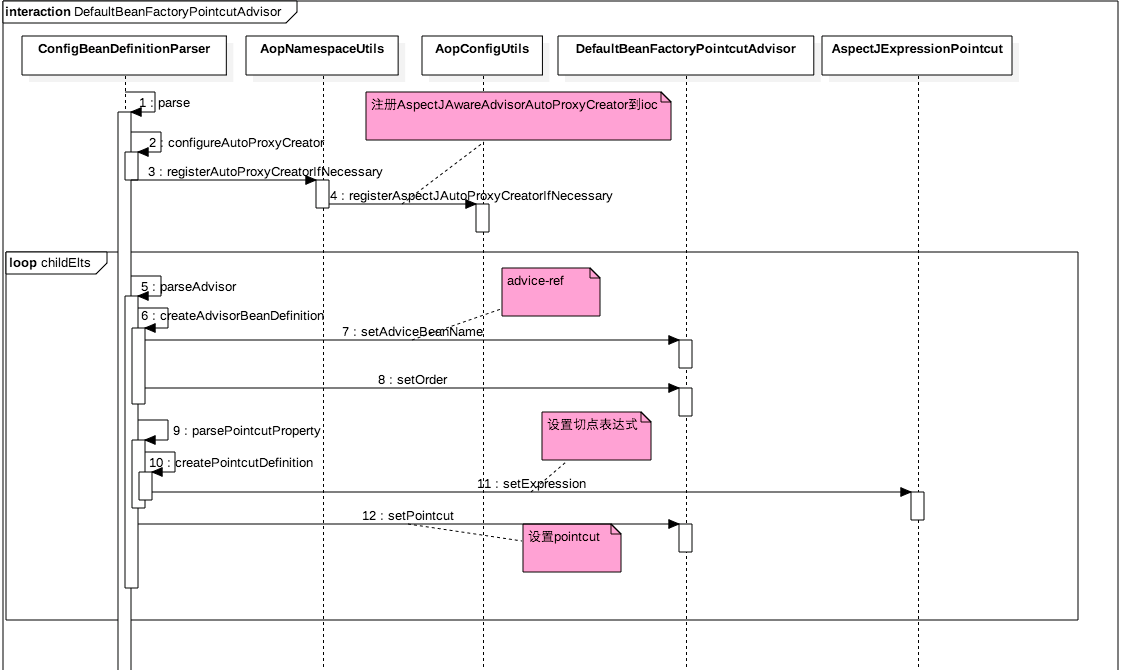 interaction DefaultBeanFactoryPointcutAdvisor
ConfigBeanDefinitionParser
AopNamespaceUtils
AopConfigUtils
DefaultBeanFactoryPointcutAdvisor
AspectJExpressionPointcut
1 : parse
注册AspectJAwareAdvisorAutoProxyCreator到ioc
2 : configureAutoProxyCreator
3 : registerAutoProxyCreatorIfNecessary
4 : registerAspectJAutoProxyCreatorIfNecessary
loop childElts
5 : parseAdvisor
advice-ref
6 : createAdvisorBeanDefinition
7 : setAdviceBeanName
8 : setOrder
设置切点表达式
9 : parsePointcutProperty
10 : createPointcutDefinition
11 : setExpression
12 : setPointcut
设置pointcut